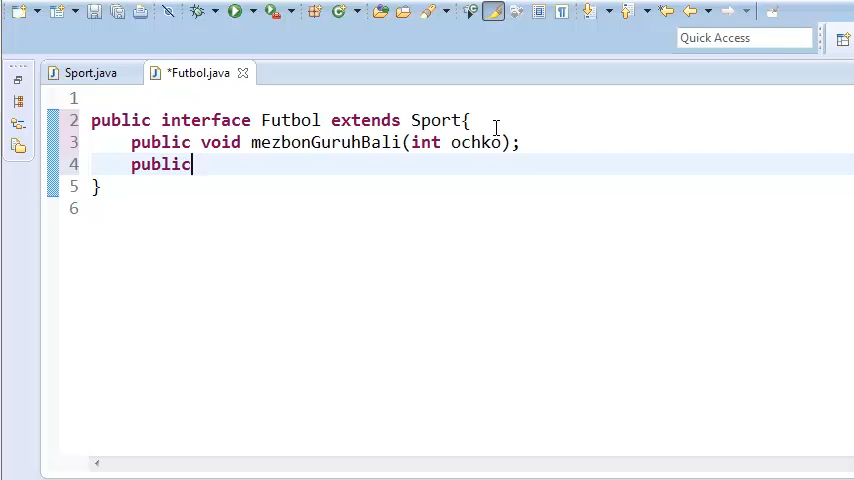 Quick Access
Sport.java
*Futbol.java
1
2 public interface Futbol extends Sport{
3 public void mezbonGuruhBali(int ochko);
4 public
5 }
6